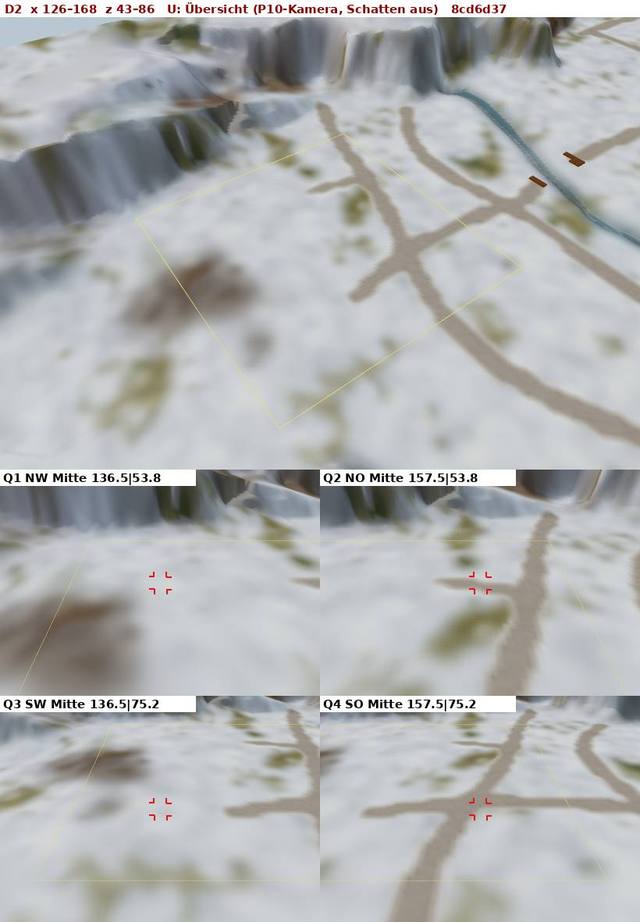 D2  x 126–168  z 43–86   U: Übersicht (P10-Kamera, Schatten aus)   8cd6d37
Q1 NW Mitte 136.5|53.8
Q2 NO Mitte 157.5|53.8
Q3 SW Mitte 136.5|75.2
Q4 SO Mitte 157.5|75.2